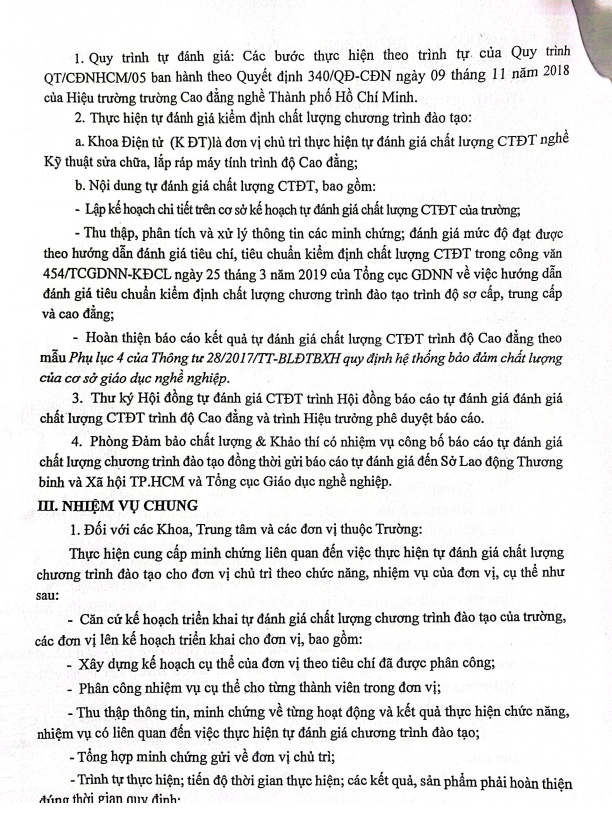 1. Quy trình tự đánh giá: Các bước thực hiện theo trình tự của Quy trình
QT/CĐNHCM/05 ban hành theo Quyết định 340/QĐ-CĐN ngày 09 tháng 11 năm 2018
của Hiệu trường trường Cao đẳng nghề Thành phố Hồ Chí Minh.
2. Thực hiện tự đánh giá kiểm định chất lượng chương trình đào tạo:
a. Khoa Điện tử (K ĐT)là đơn vị chủ trì thực hiện tự đánh giá chất lượng CTĐT nghề
Kỹ thuật sửa chữa, lắp ráp máy tính trình độ Cao đẳng;
b. Nội dung tự đánh giá chất lượng CTĐT, bao gồm:
- Lập kế hoạch chi tiết trên cơ sở kế hoạch tự đánh giá chất lượng CTĐT của trường;
- Thu thập, phân tích và xử lý thông tin các minh chứng; đánh giá mức độ đạt được
theo hướng dẫn đánh giá tiêu chí, tiêu chuẩn kiểm định chất lượng CTĐT trong công văn
454/TCGDNN-KĐCL ngày 25 tháng 3 năm 2019 của Tổng cục GDNN về việc hướng dẫn
đánh giá tiêu chuẩn kiểm định chất lượng chương trình đào tạo trình độ sơ cấp, trung cấp
và cao đẳng;
- Hoàn thiện báo cáo kết quả tự đánh giá chất lượng CTĐT trình độ Cao đẳng theo
mẫu Phụ lục 4 của Thông tư 28/2017/TT-BLĐTBXH quy định hệ thống bảo đảm chất lượng
của cơ sở giáo dục nghề nghiệp.
3. Thư ký Hội đồng tự đánh giá CTĐT trình Hội đồng báo cáo tự đánh giá đánh giá
chất lượng CTĐT trình độ Cao đẳng và trình Hiệu trưởng phê duyệt báo cáo.
4. Phòng Đảm bảo chất lượng & Khảo thí có nhiệm vụ công bố báo cáo tự đánh giá
chất lượng chương trình đào tạo đồng thời gửi báo cáo tự đánh giá đến Sở Lao động Thương
binh và Xã hội TP.HCM và Tổng cục Giáo dục nghề nghiệp.
III. NHIỆM VỤ CHUNG
1. Đối với các Khoa, Trung tâm và các đơn vị thuộc Trường:
Thực hiện cung cấp minh chứng liên quan đến việc thực hiện tự đánh giá chất lượng
chương trình đào tạo cho đơn vị chủ trì theo chức năng, nhiệm vụ của đơn vị, cụ thể như
sau:
- Căn cứ kế hoạch triển khai tự đánh giá chất lượng chương trình đào tạo của trường,
các đơn vị lên kế hoạch triển khai cho đơn vị, bao gồm:
- Xây dựng kế hoạch cụ thể của đơn vị theo tiêu chí đã được phân công;
- Phân công nhiệm vụ cụ thể cho từng thành viên trong đơn vị;
- Thu thập thông tin, minh chứng về từng hoạt động và kết quả thực hiện chức năng,
nhiệm vụ có liên quan đến việc thực hiện tự đánh giá chương trình đào tạo;
- Tổng hợp minh chứng gửi về đơn vị chủ trì;
- Trình tự thực hiện; tiến độ thời gian thực hiện; các kết quả, sản phẩm phải hoàn thiện
đúng thời gian quy định;